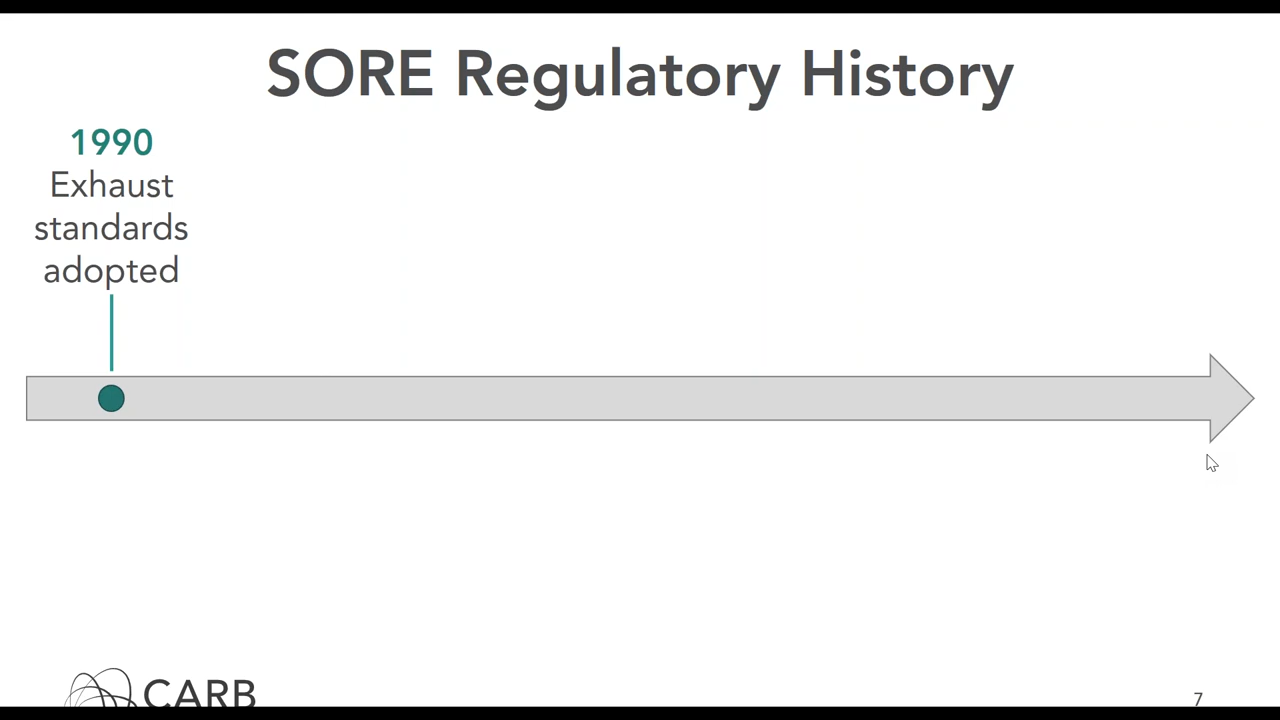 SORE Regulatory History
1990
Exhaust
standards
adopted
CARB
7